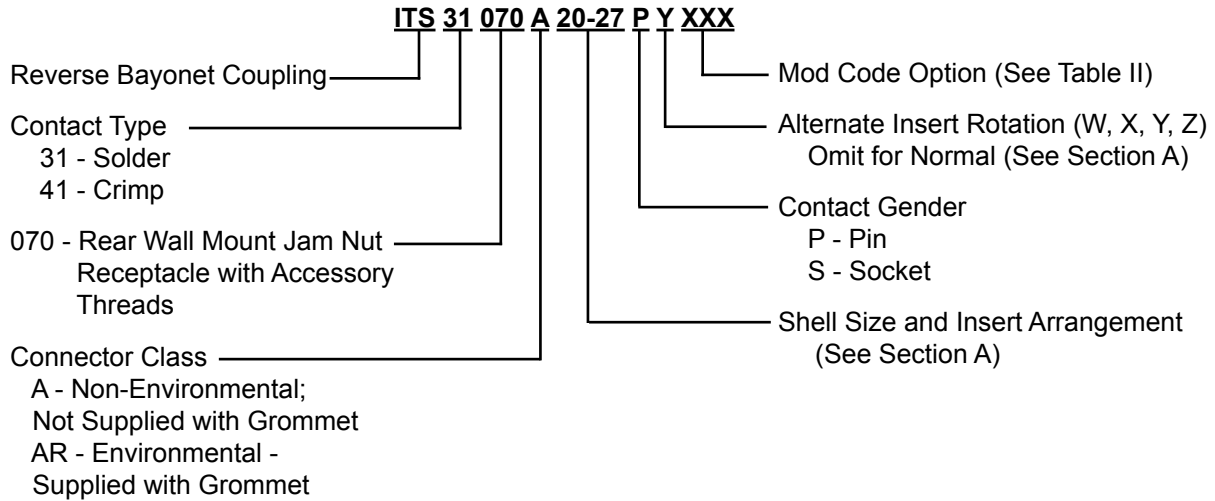 ITS 31 070 A 20-27 P Y XXX
Reverse Bayonet Coupling
Contact Type
31 - Solder
41 - Crimp
070 - Rear Wall Mount Jam Nut
Receptacle with Accessory
Threads
Connector Class
A - Non-Environmental;
Not Supplied with Grommet
AR - Environmental -
Supplied with Grommet
Mod Code Option (See Table II)
Alternate Insert Rotation (W, X, Y, Z)
Omit for Normal (See Section A)
Contact Gender
P - Pin
S - Socket
Shell Size and Insert Arrangement
(See Section A)